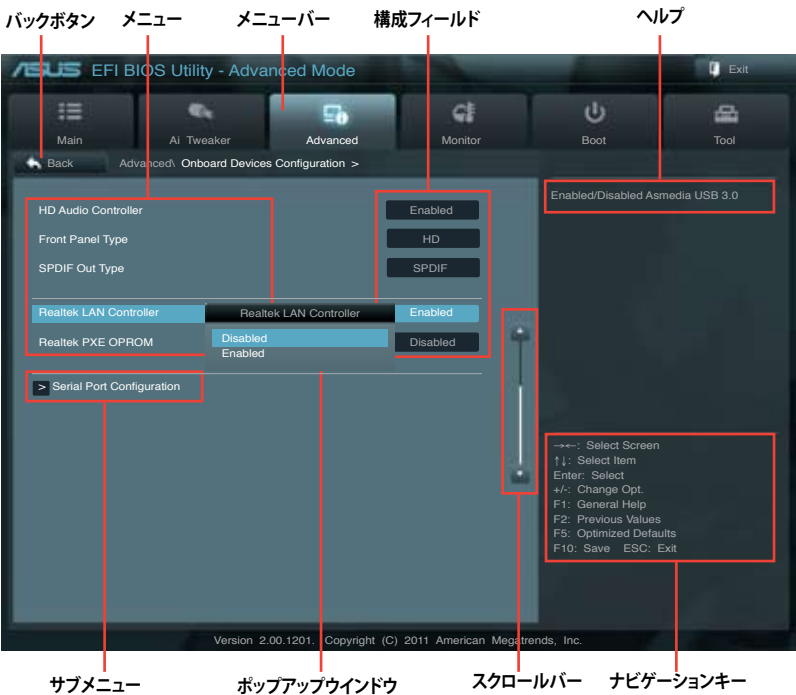 バックボタン メニュー メニューバー 構成フィールド ヘルプ
ASUS EFI BIOS Utility - Advanced Mode Exit
Main Ai Tweaker Advanced Monitor Boot Tool
Back Advanced\ Onboard Devices Configuration >
Enabled/Disabled Asmedia USB 3.0
HD Audio Controller Enabled
Front Panel Type HD
SPDIF Out Type SPDIF
Realtek LAN Controller Realtek LAN Controller Enabled
Realtek PXE OPROM Disabled Disabled
Enabled
> Serial Port Configuration
→←: Select Screen
↑↓: Select Item
Enter: Select
+/-: Change Opt.
F1: General Help
F2: Previous Values
F5: Optimized Defaults
F10: Save ESC: Exit
Version 2.00.1201. Copyright (C) 2011 American Megatrends, Inc.
サブメニュー ポップアップウインドウ スクロールバー ナビゲーションキー